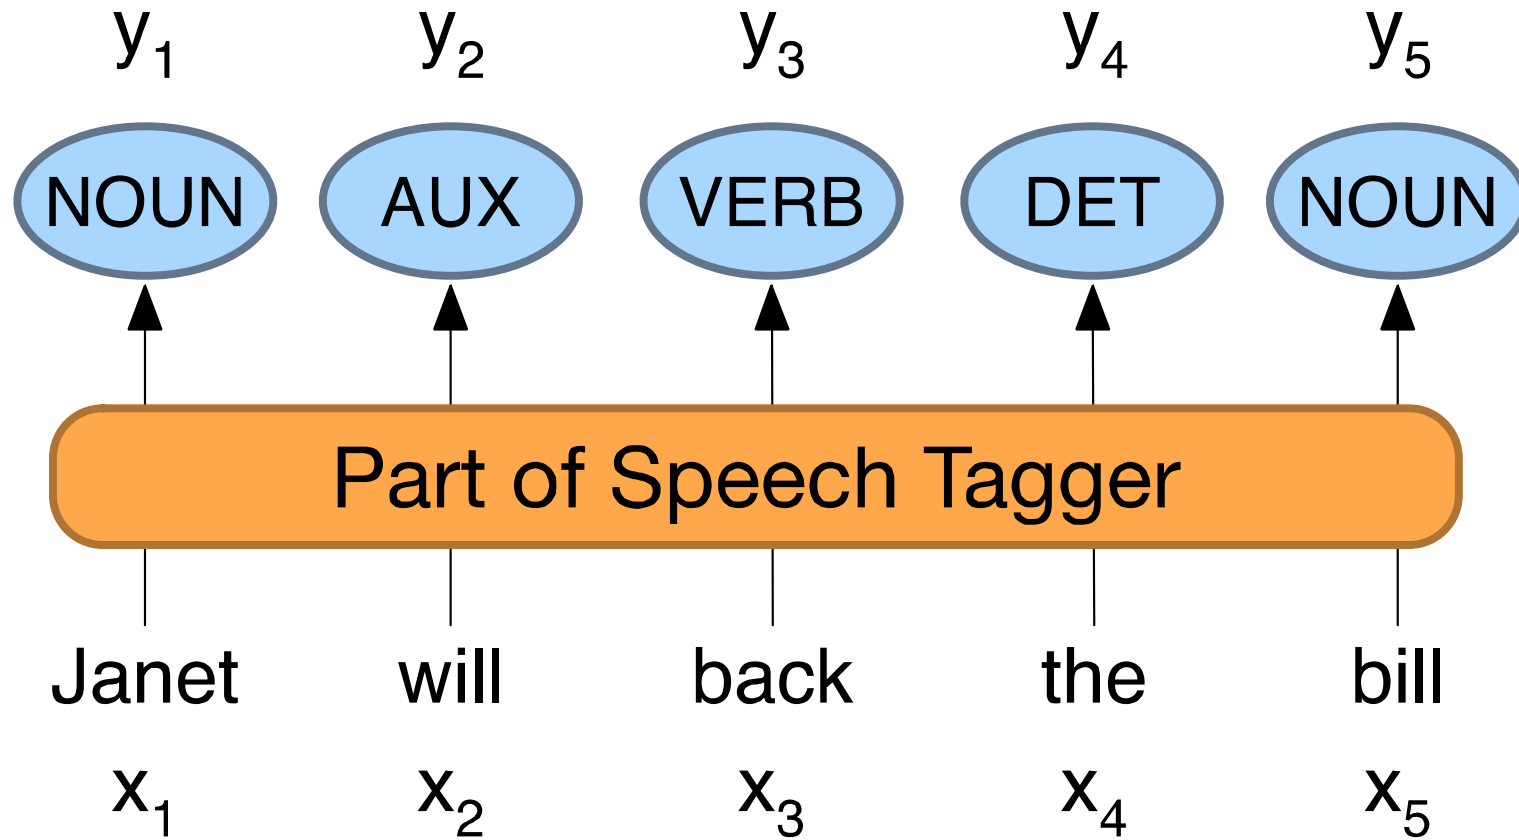 y1 y2 y3 y4 y5
NOUN AUX VERB DET NOUN
Part of Speech Tagger
Janet will back the bill
x1 x2 x3 x4 x5